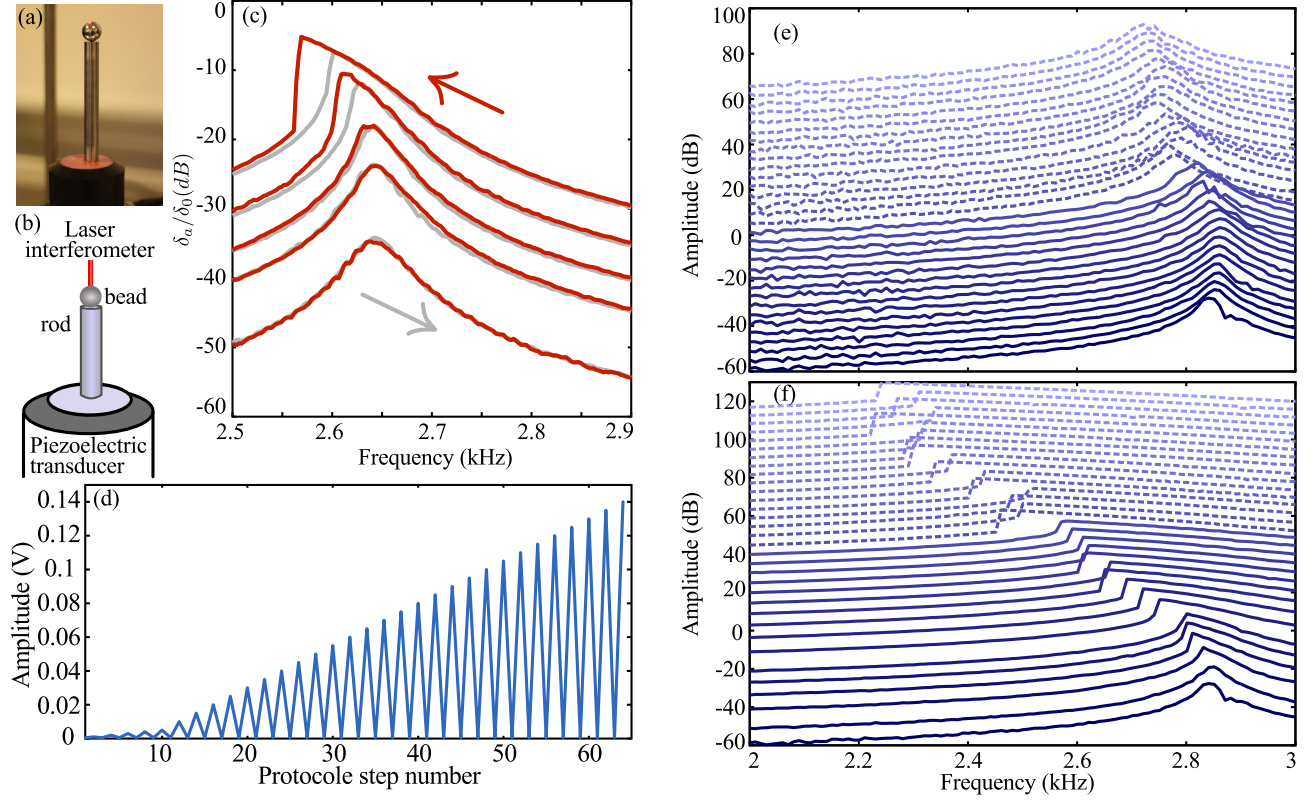 (a)
(b)
Laser
interferometer
bead
rod
Piezoelectric
transducer
(c)
0
-10
-20
-30
-40
-50
-60
δa/δ0(dB)
2.5
2.6
2.7
2.8
2.9
Frequency (kHz)
(d)
0.14
0.12
0.1
0.08
0.06
0.04
0.02
0
Amplitude (V)
10
20
30
40
50
60
Protocole step number
(e)
100
80
60
40
20
0
-20
-40
-60
Amplitude (dB)
(f)
120
100
80
60
40
20
0
-20
-40
-60
Amplitude (dB)
2
2.2
2.4
2.6
2.8
3
Frequency (kHz)